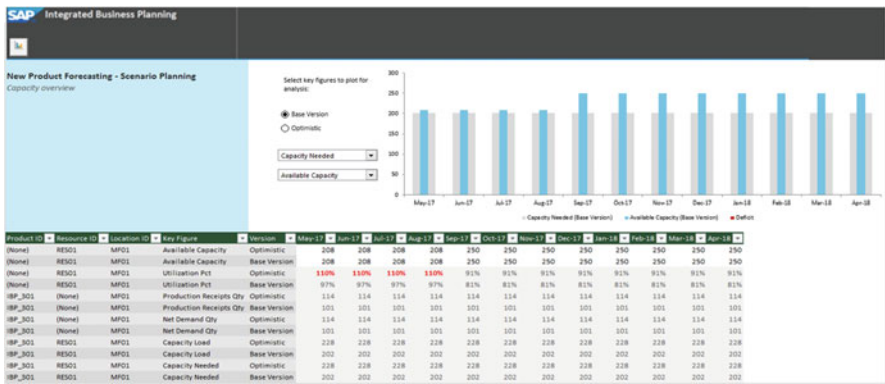 SAP Integrated Business Planning
New Product Forecasting - Scenario Planning
Capacity overview
Select key figures to plot for
analysis:
Base Version
Optimistic
Capacity Needed
Available Capacity
300
250
200
150
100
50
0
May-17 Jun-17 Jul-17 Aug-17 Sep-17 Oct-17 Nov-17 Dec-17 Jan-18 Feb-18 Mar-18 Apr-18
Capacity Needed (Base Version) Available Capacity (Base Version) Deficit
Product ID Resource ID Location ID Key Figure Version May-17 Jun-17 Jul-17 Aug-17 Sep-17 Oct-17 Nov-17 Dec-17 Jan-18 Feb-18 Mar-18 Apr-18
(None) RES01 MF01 Available Capacity Optimistic 208 208 208 208 250 250 250 250 250 250 250 250
(None) RES01 MF01 Available Capacity Base Version 208 208 208 208 250 250 250 250 250 250 250 250
(None) RES01 MF01 Utilization Pct Optimistic 110% 110% 110% 110% 91% 91% 91% 91% 91% 91% 91% 91%
(None) RES01 MF01 Utilization Pct Base Version 97% 97% 97% 97% 81% 81% 81% 81% 81% 81% 81% 81%
IBP_301 (None) MF01 Production Receipts Qty Optimistic 114 114 114 114 114 114 114 114 114 114 114 114
IBP_301 (None) MF01 Production Receipts Qty Base Version 101 101 101 101 101 101 101 101 101 101 101 101
IBP_301 (None) MF01 Net Demand Qty Optimistic 114 114 114 114 114 114 114 114 114 114 114 114
IBP_301 (None) MF01 Net Demand Qty Base Version 101 101 101 101 101 101 101 101 101 101 101 101
IBP_301 RES01 MF01 Capacity Load Optimistic 228 228 228 228 228 228 228 228 228 228 228 228
IBP_301 RES01 MF01 Capacity Load Base Version 202 202 202 202 202 202 202 202 202 202 202 202
IBP_301 RES01 MF01 Capacity Needed Optimistic 228 228 228 228 228 228 228 228 228 228 228 228
IBP_301 RES01 MF01 Capacity Needed Base Version 202 202 202 202 202 202 202 202 202 202 202 202